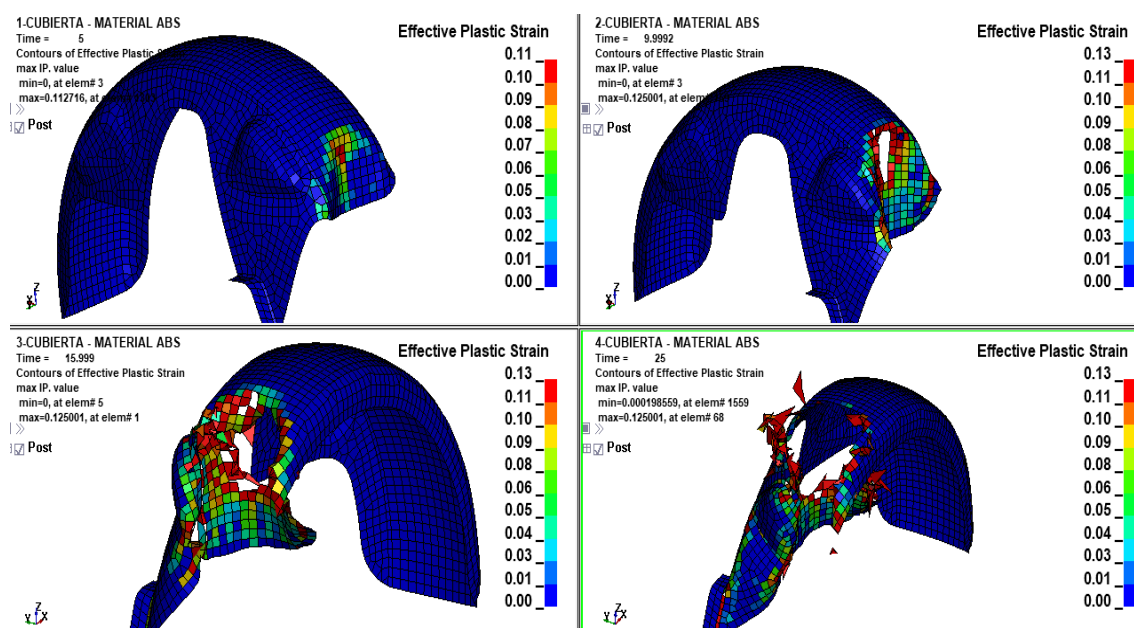 1-CUBIERTA - MATERIAL ABS
Time = 5
Contours of Effective Plastic
max IP. value
min=0, at elem# 3
max=0.112716, at
Post
Effective Plastic Strain
0.11
0.10
0.09
0.08
0.07
0.06
0.05
0.03
0.02
0.01
0.00
Z
Y
2-CUBIERTA - MATERIAL ABS
Time = 9.9992
Contours of Effective Plastic Strain
max IP. value
min=0, at elem# 3
max=0.125001, at elem#
Post
Effective Plastic Strain
0.13
0.11
0.10
0.09
0.08
0.06
0.05
0.04
0.03
0.01
0.00
Z
Y
3-CUBIERTA - MATERIAL ABS
Time = 15.999
Contours of Effective Plastic Strain
max IP. value
min=0, at elem# 5
max=0.125001, at elem# 1
Post
Effective Plastic Strain
0.13
0.11
0.10
0.09
0.08
0.06
0.05
0.04
0.03
0.01
0.00
Z
Y X
4-CUBIERTA - MATERIAL ABS
Time = 25
Contours of Effective Plastic Strain
max IP. value
min=0.000198559, at elem# 1559
max=0.125001, at elem# 68
Post
Effective Plastic Strain
0.13
0.11
0.10
0.09
0.08
0.06
0.05
0.04
0.03
0.01
0.00
Z
Y X